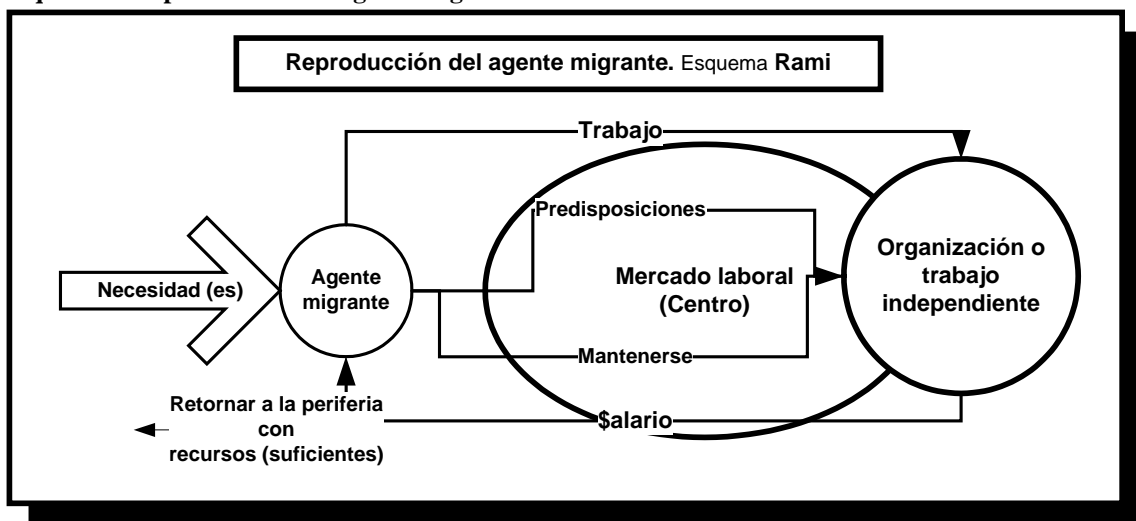 Reproducción del agente migrante. Esquema Rami
Trabajo
Predisposiciones
Necesidad (es)
Agente
migrante
Mercado laboral
(Centro)
Organización o
trabajo
independiente
Mantenerse
Retornar a la periferia
con
recursos (suficientes)
$alario